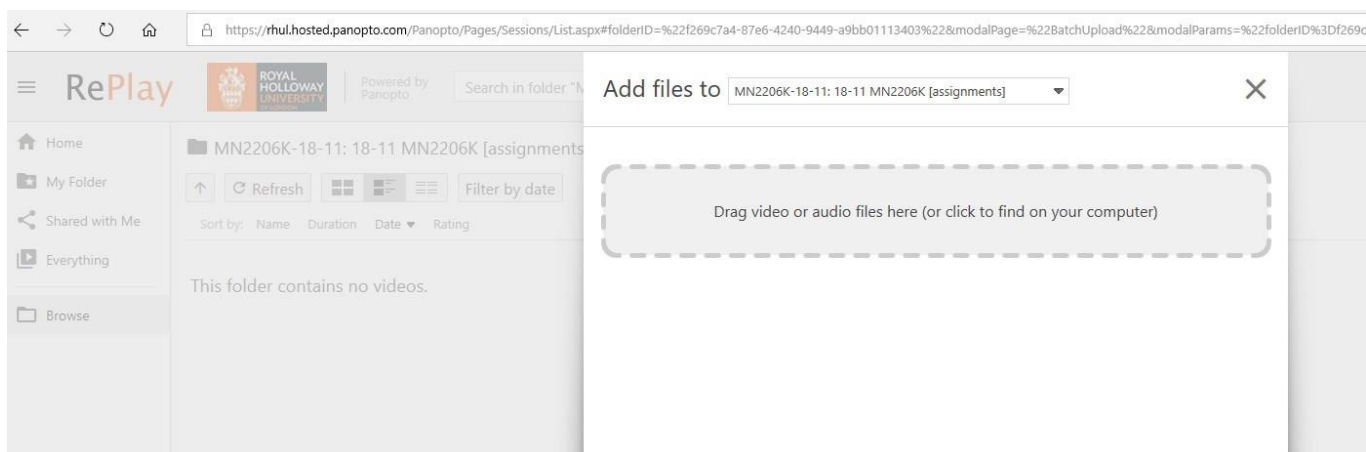 https://rhul.hosted.panopto.com/Panopto/Pages/Sessions/List.aspx#folderID=%22f269c7a4-87e6-4240-9449-a9bb01113403%22&modalPage=%22BatchUpload%22&modalParams=%22folderID%3Df269c
RePlay
ROYAL
HOLLOWAY
UNIVERSITY
OF LONDON
Powered by
Panopto
Search in folder "M
Add files to
MN2206K-18-11: 18-11 MN2206K [assignments]
Home
My Folder
Shared with Me
Everything
Browse
MN2206K-18-11: 18-11 MN2206K [assignments
Refresh
Filter by date
Sort by: Name Duration Date Rating
This folder contains no videos.
Drag video or audio files here (or click to find on your computer)